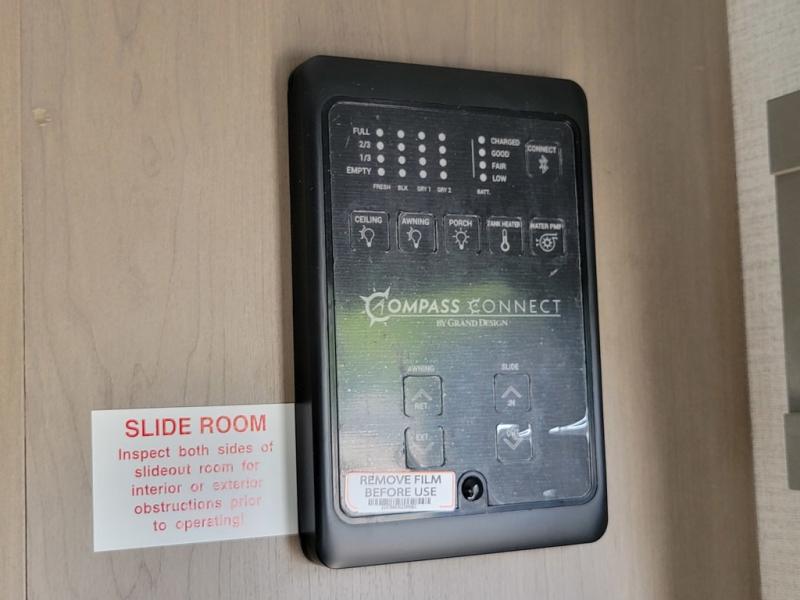 FULL
2/3
1/3
EMPTY
FRESH BLK GRY 1 GRY 2
CHARGED
GOOD
FAIR
LOW
BATT.
CONNECT
CEILING AWNING PORCH TANK HEATER WATER PMP
COMPASS CONNECT
BY GRAND DESIGN
AWNING SLIDE
RET. IN
EXT. OUT
REMOVE FILM
BEFORE USE
SLIDE ROOM
Inspect both sides of
slideout room for
interior or exterior
obstructions prior
to operating!